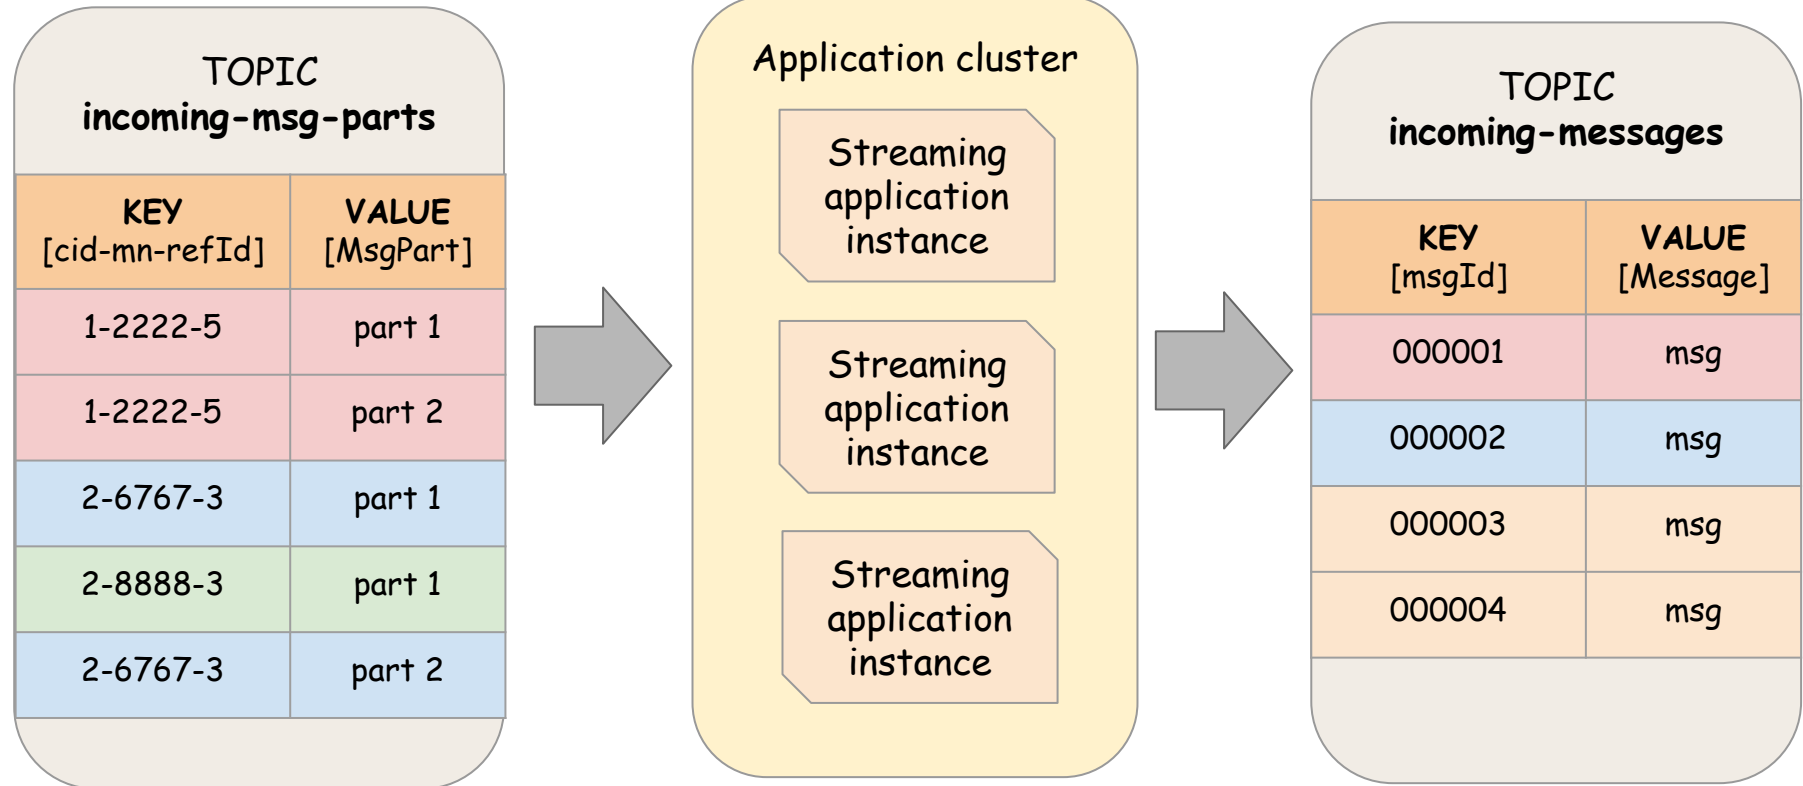 TOPIC
incoming-msg-parts
KEY
[cid-mn-refId]
VALUE
[MsgPart]
1-2222-5
part 1
1-2222-5
part 2
2-6767-3
part 1
2-8888-3
part 1
2-6767-3
part 2
Application cluster
Streaming
application
instance
Streaming
application
instance
Streaming
application
instance
TOPIC
incoming-messages
KEY
[msgId]
VALUE
[Message]
000001
msg
000002
msg
000003
msg
000004
msg